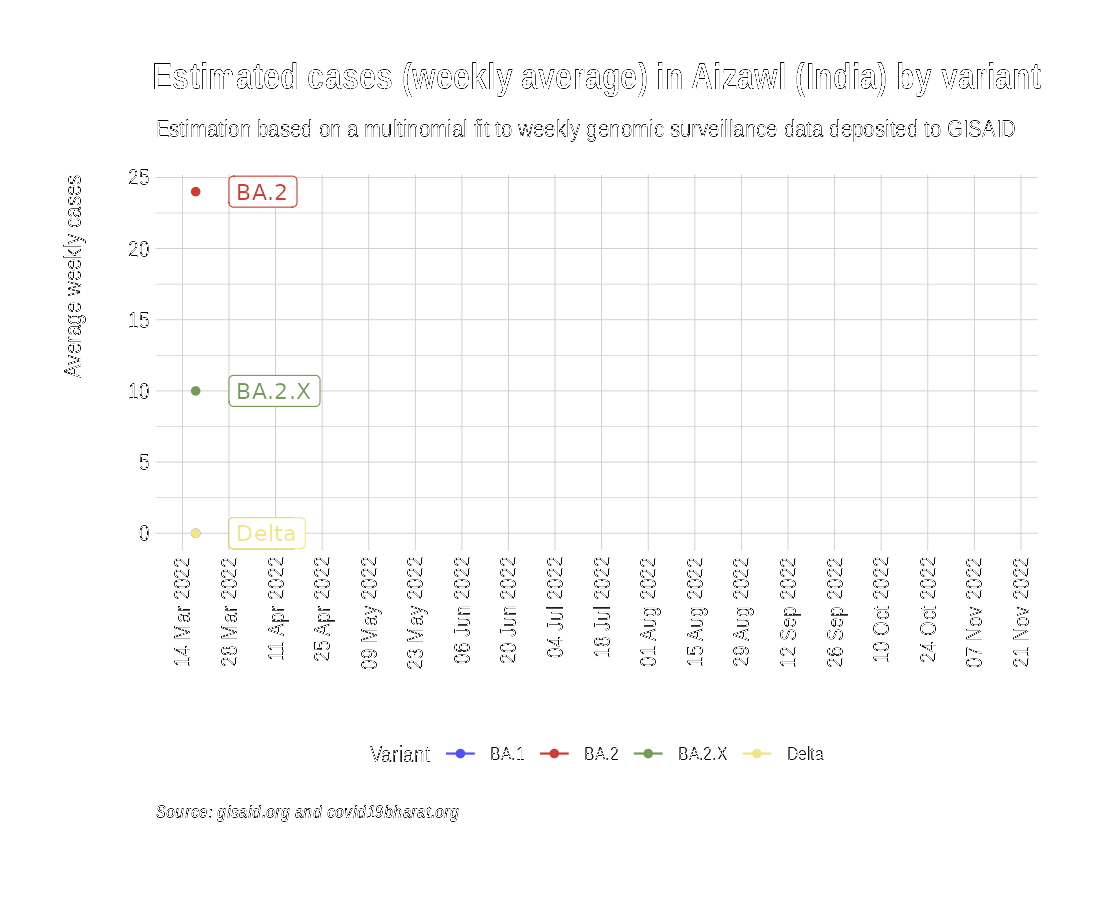 Estimated cases (weekly average) in Aizawl (India) by variant
Estimation based on a multinomial fit to weekly genomic surveillance data deposited to GISAID
Average weekly cases
25
20
15
10
5
0
BA.2
BA.2.X
Delta
14 Mar 2022
28 Mar 2022
11 Apr 2022
25 Apr 2022
09 May 2022
23 May 2022
06 Jun 2022
20 Jun 2022
04 Jul 2022
18 Jul 2022
01 Aug 2022
15 Aug 2022
29 Aug 2022
12 Sep 2022
26 Sep 2022
10 Oct 2022
24 Oct 2022
07 Nov 2022
21 Nov 2022
Variant BA.1 BA.2 BA.2.X Delta
Source: gisaid.org and covid19bharat.org